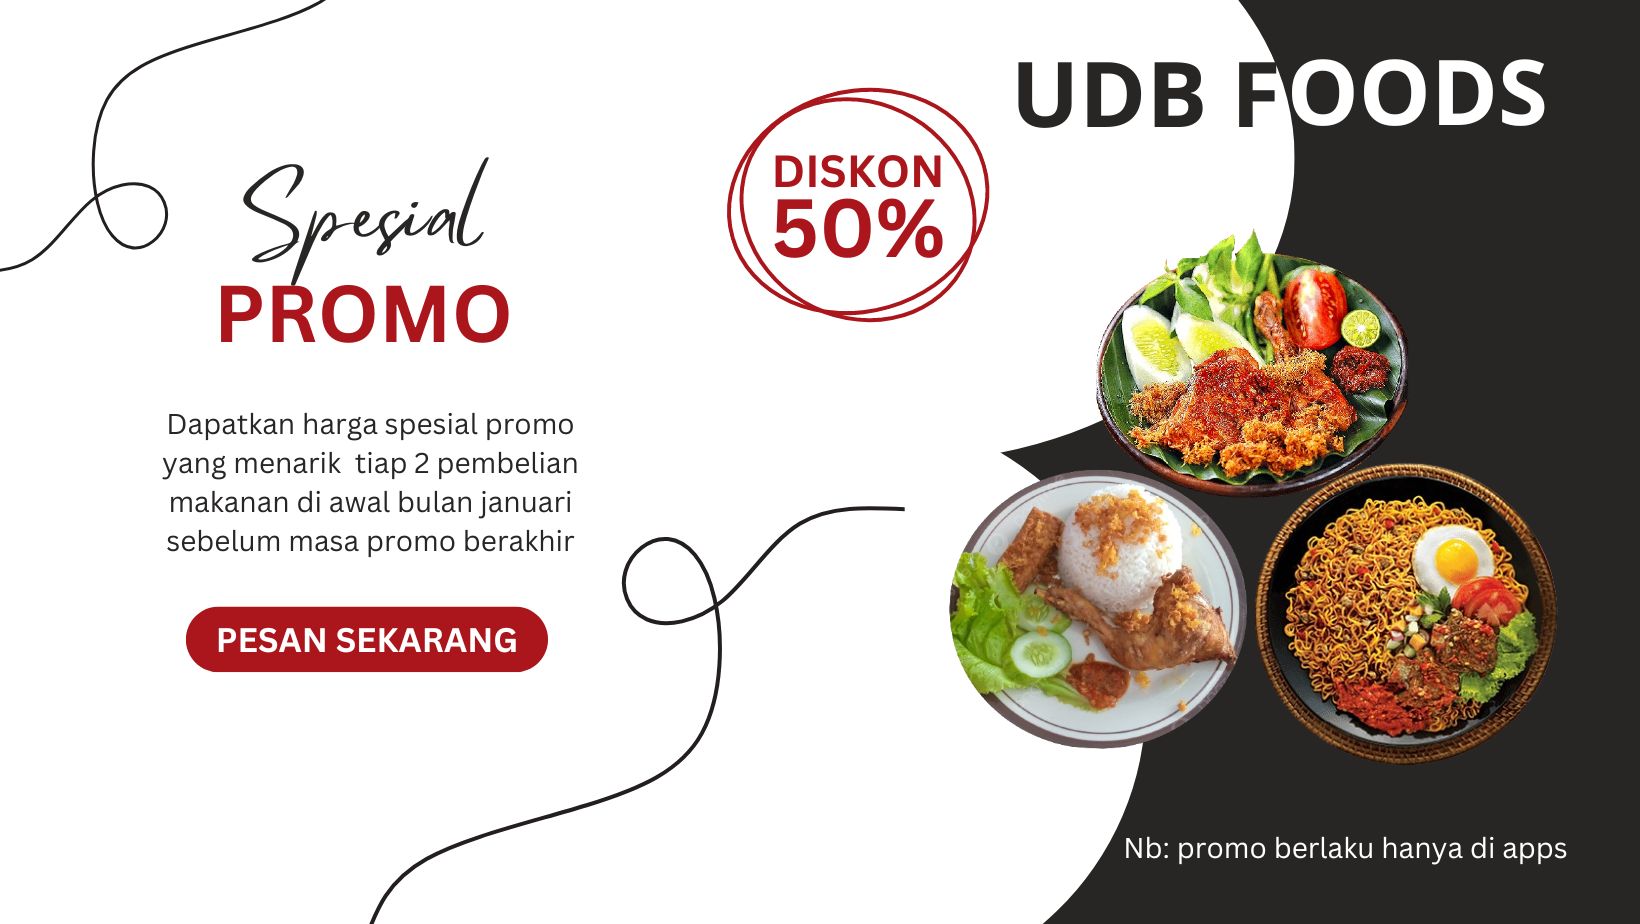 UDB FOODS
DISKON
50%
Spesial
PROMO
Dapatkan harga spesial promo
yang menarik  tiap 2 pembelian
makanan di awal bulan januari
sebelum masa promo berakhir
PESAN SEKARANG
Nb: promo berlaku hanya di apps